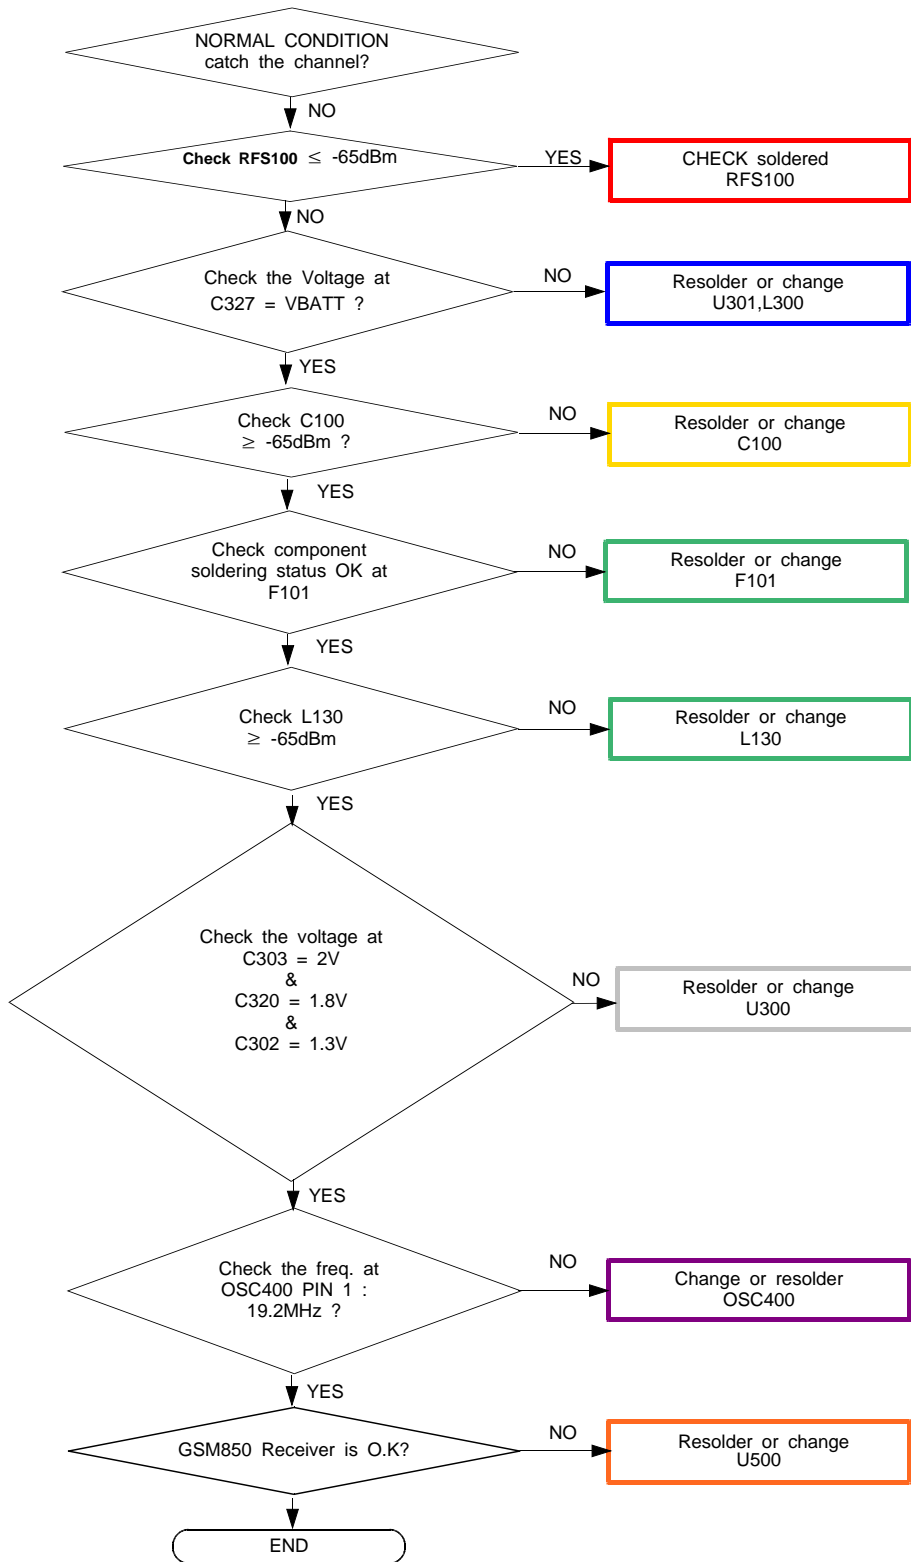 NORMAL CONDITION
catch the channel?
NO
Check RFS100 ≤ -65dBm
YES
CHECK soldered
RFS100
NO
Check the Voltage at
C327 = VBATT ?
NO
Resolder or change
U301,L300
YES
Check C100
≥ -65dBm ?
NO
Resolder or change
C100
YES
Check component
soldering status OK at
F101
NO
Resolder or change
F101
YES
Check L130
≥ -65dBm
NO
Resolder or change
L130
YES
Check the voltage at
C303 = 2V
&
C320 = 1.8V
&
C302 = 1.3V
NO
Resolder or change
U300
YES
Check the freq. at
OSC400 PIN 1 :
19.2MHz ?
NO
Change or resolder
OSC400
YES
GSM850 Receiver is O.K?
NO
Resolder or change
U500
END